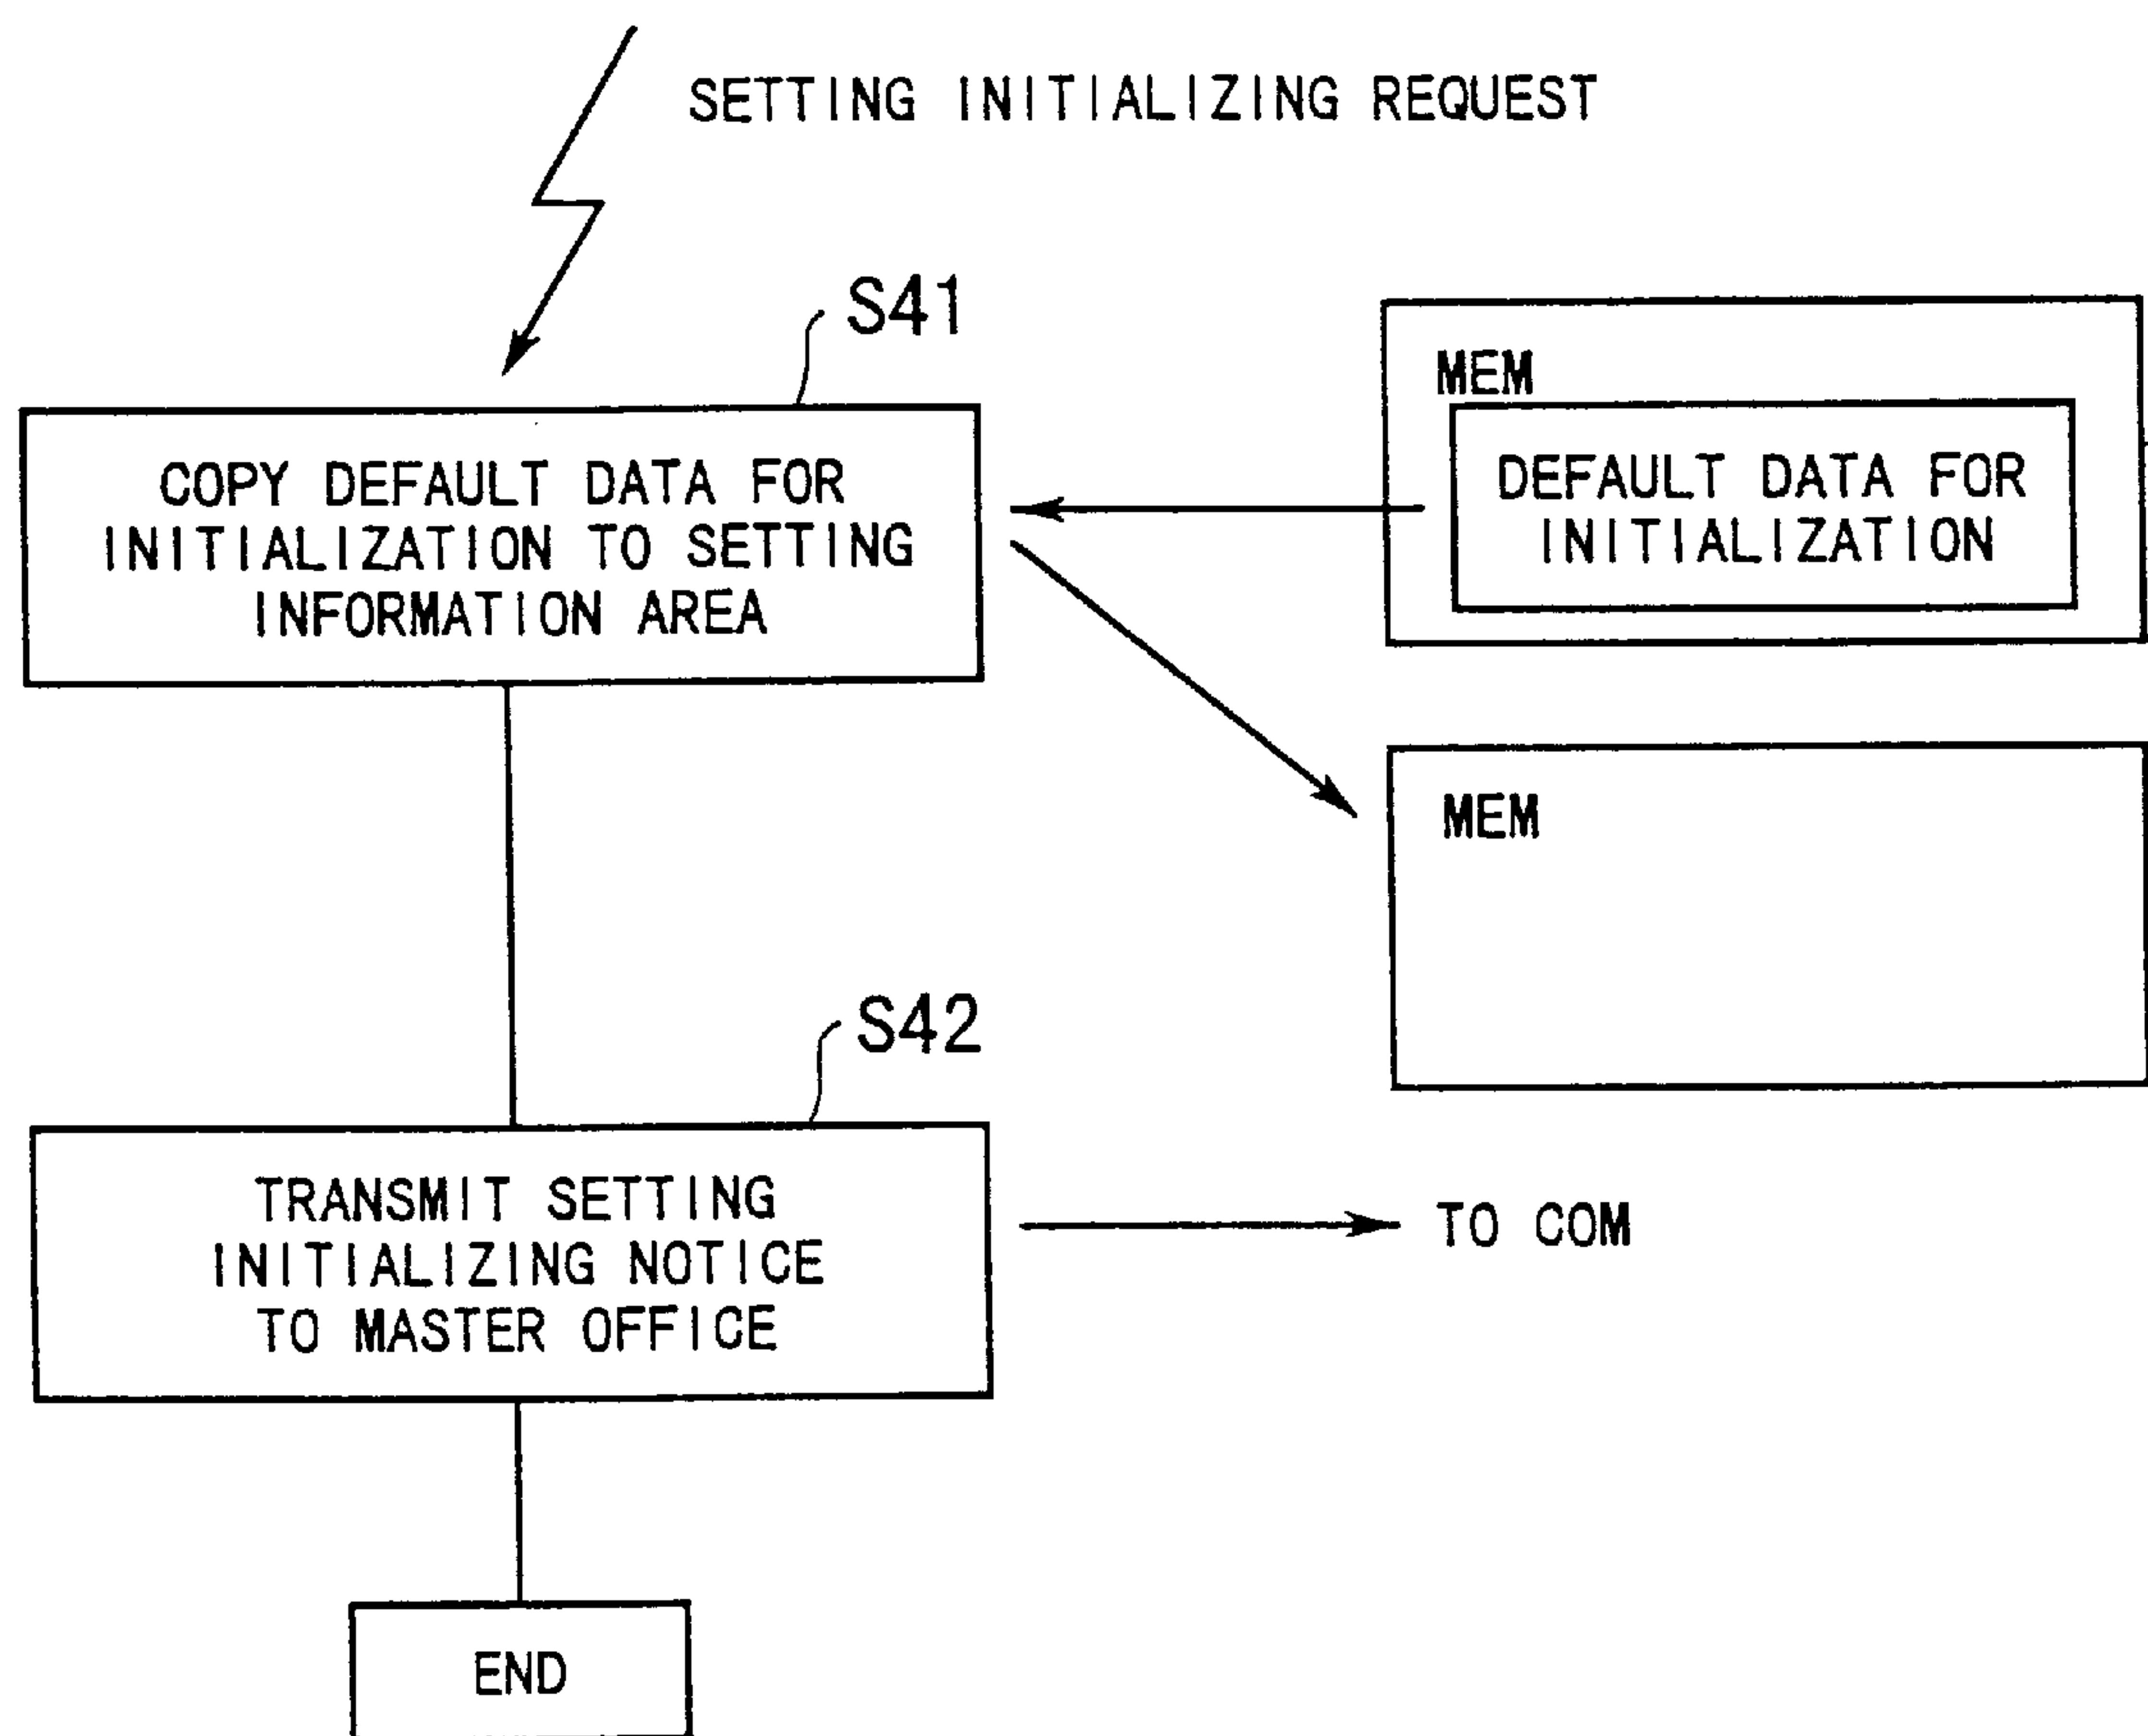 SETTING INITIALIZING REQUEST
S41
COPY DEFAULT DATA FOR
INITIALIZATION TO SETTING
INFORMATION AREA
MEM
DEFAULT DATA FOR
INITIALIZATION
MEM
S42
TRANSMIT SETTING
INITIALIZING NOTICE
TO MASTER OFFICE
TO COM
END